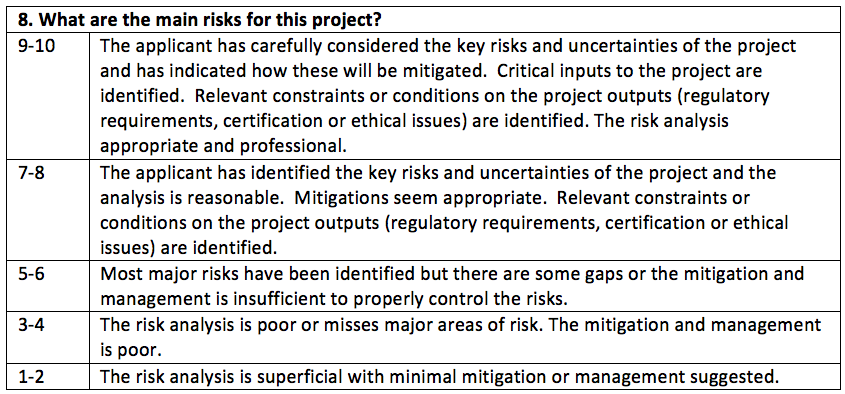 8. What are the main risks for this project?
9-10 The applicant has carefully considered the key risks and uncertainties of the project
and has indicated how these will be mitigated.  Critical inputs to the project are
identified.  Relevant constraints or conditions on the project outputs (regulatory
requirements, certification or ethical issues) are identified. The risk analysis
appropriate and professional.
7-8 The applicant has identified the key risks and uncertainties of the project and the
analysis is reasonable.  Mitigations seem appropriate.  Relevant constraints or
conditions on the project outputs (regulatory requirements, certification or ethical
issues) are identified.
5-6 Most major risks have been identified but there are some gaps or the mitigation and
management is insufficient to properly control the risks.
3-4 The risk analysis is poor or misses major areas of risk. The mitigation and management
is poor.
1-2 The risk analysis is superficial with minimal mitigation or management suggested.